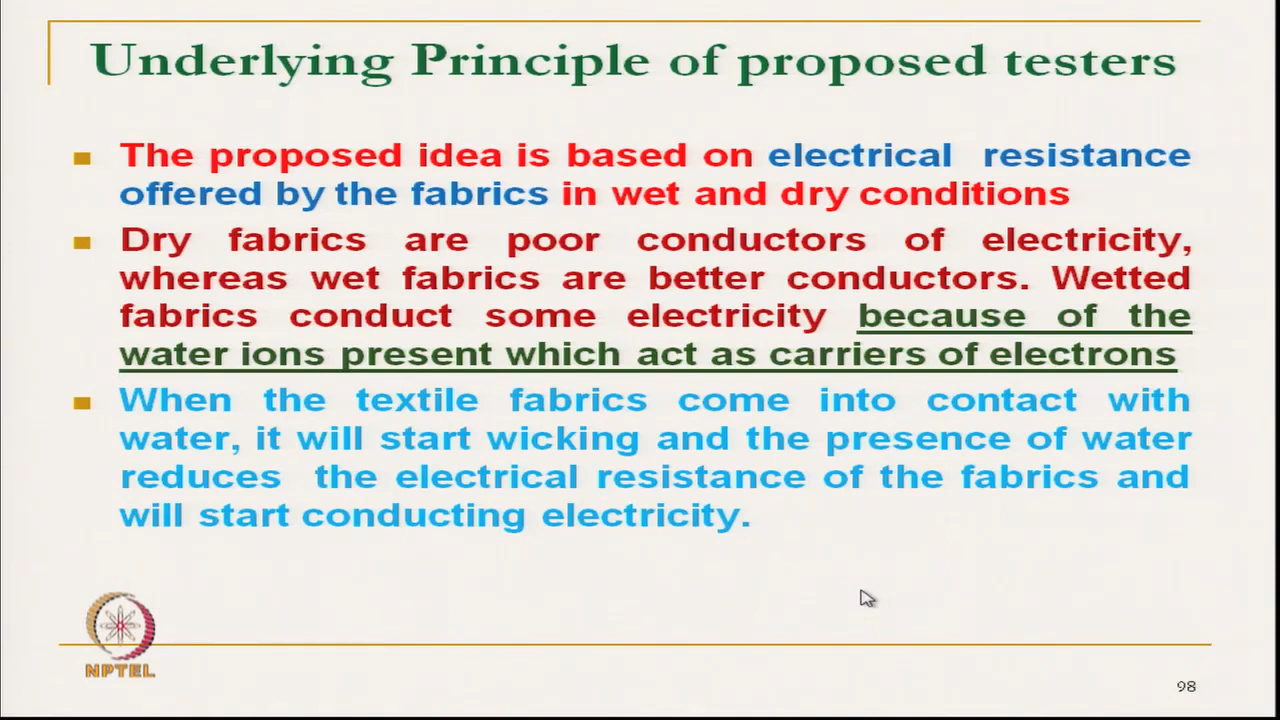 Underlying Principle of proposed testers
The proposed idea is based on electrical resistance
offered by the fabrics in wet and dry conditions
Dry fabrics are poor conductors of electricity,
whereas wet fabrics are better conductors. Wetted
fabrics conduct some electricity because of the
water ions present which act as carriers of electrons
When the textile fabrics come into contact with
water, it will start wicking and the presence of water
reduces the electrical resistance of the fabrics and
will start conducting electricity.
NPTEL
98